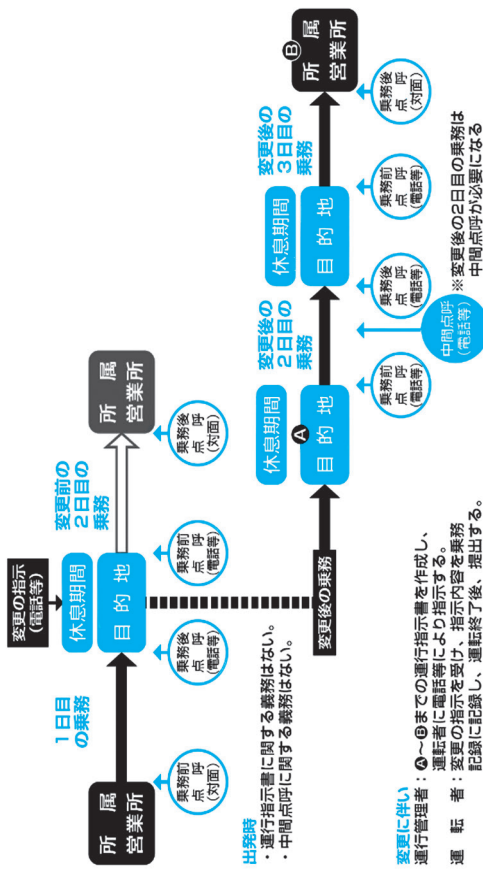 変更の指示
(電話等)
1日目
の乗務
変更前の
2日目の
乗務
所属
営業所
休息期間
目的地
所属
営業所
乗務前
点呼
(対面)
乗務後
点呼
(電話等)
乗務前
点呼
(電話等)
乗務後
点呼
(対面)
出発時
・運行指示書に関する義務はない。
・中間点呼に関する義務はない。
変更後の乗務
休息期間
A
目的地
変更後の
2日目の
乗務
休息期間
目的地
変更後の
3日目の
乗務
B
所属
営業所
乗務前
点呼
(電話等)
中間点呼
(電話等)
乗務後
点呼
(電話等)
乗務前
点呼
(電話等)
乗務後
点呼
(対面)
※変更後の2日目の乗務は
中間点呼が必要になる
変更に伴い
運行管理者：A～Bまでの運行指示書を作成し、
運転者に電話等により指示する。
運転者：変更の指示を受け、指示内容を乗務
記録に記録し、運転終了後、提出する。